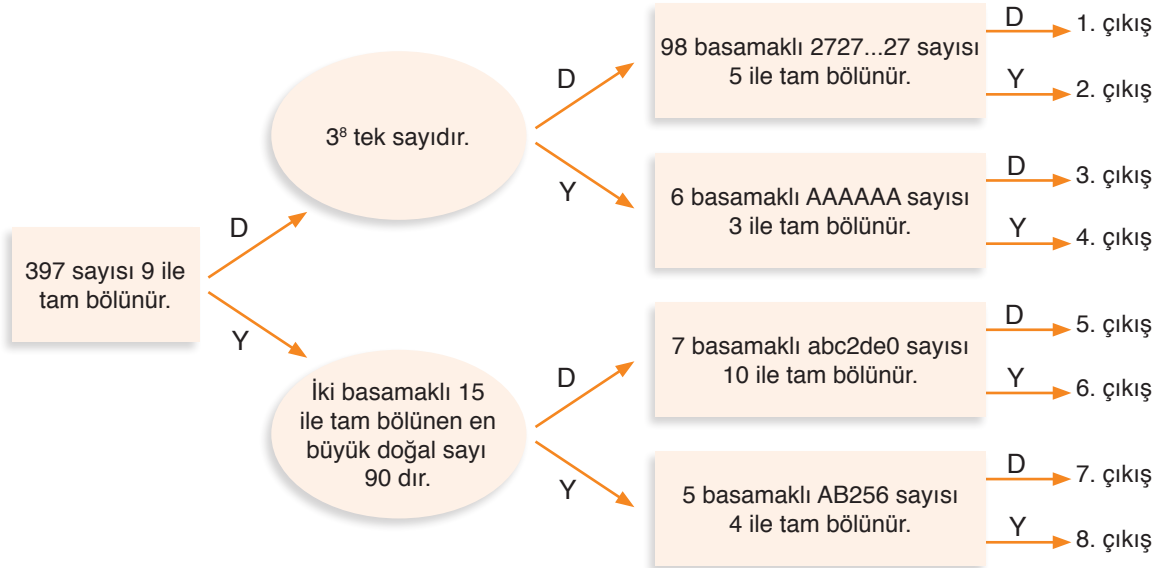 397 sayısı 9 ile
tam bölünür.
D
Y
3⁸ tek sayıdır.
D
Y
İki basamaklı 15
ile tam bölünen en
büyük doğal sayı
90 dır.
D
Y
98 basamaklı 2727...27 sayısı
5 ile tam bölünür.
D
1. çıkış
Y
2. çıkış
6 basamaklı AAAAAA sayısı
3 ile tam bölünür.
D
3. çıkış
Y
4. çıkış
7 basamaklı abc2de0 sayısı
10 ile tam bölünür.
D
5. çıkış
Y
6. çıkış
5 basamaklı AB256 sayısı
4 ile tam bölünür.
D
7. çıkış
Y
8. çıkış